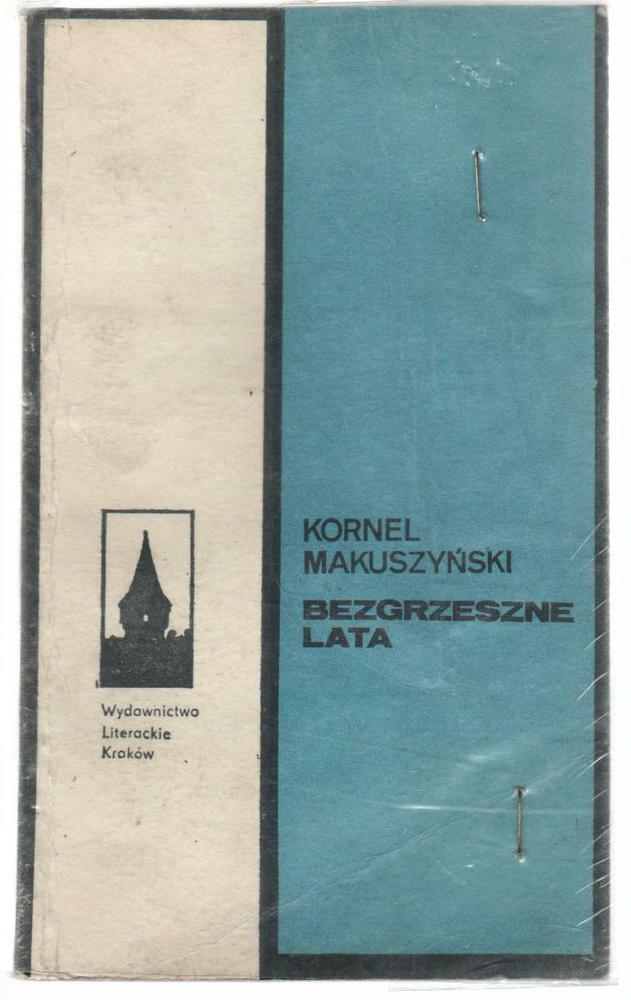 KORNEL
MAKUSZYŃSKI
BEZGRZESZNE
LATA
Wydawnictwo
Literackie
Kraków